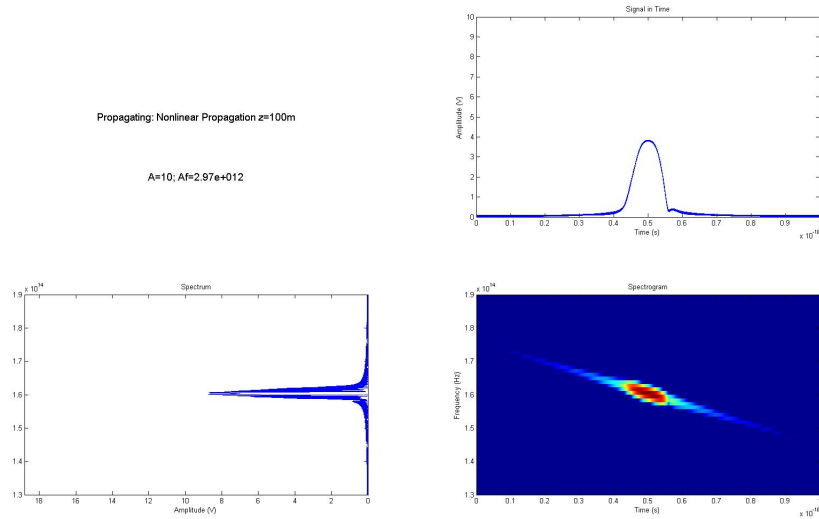 Propagating: Nonlinear Propagation z=100m
A=10; Af=2.97e+012
Signal in Time
Amplitude (V)
10
9
8
7
6
5
4
3
2
1
0
0 0.1 0.2 0.3 0.4 0.5 0.6 0.7 0.8 0.9
Time (s)
Spectrum
x 10^14
1.9
1.8
1.7
1.6
1.5
1.4
1.3
18 16 14 12 10 8 6 4 2 0
Amplitude (V)
Spectrogram
x 10^14
Frequency (Hz)
1.9
1.8
1.7
1.6
1.5
1.4
1.3
0 0.1 0.2 0.3 0.4 0.5 0.6 0.7 0.8 0.9
Time (s)